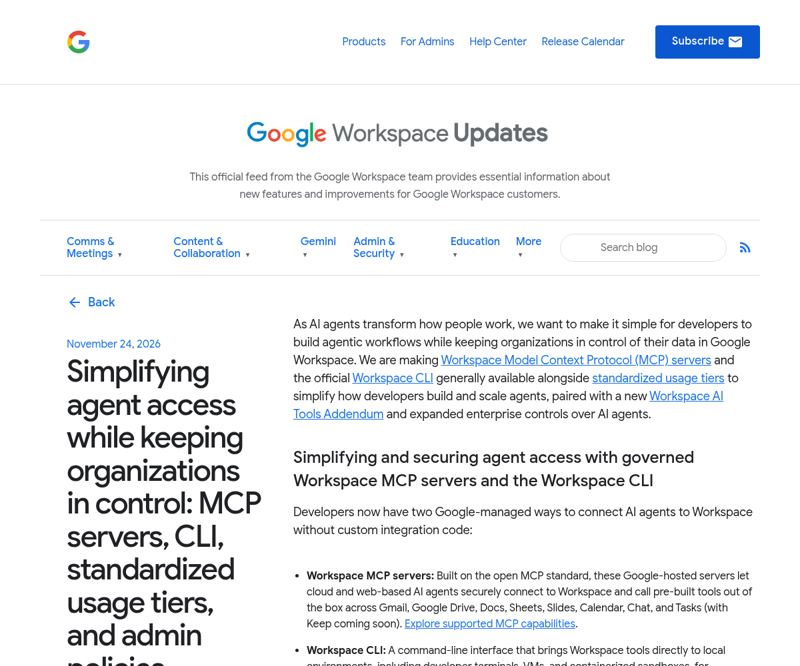 Products For Admins Help Center Release Calendar Subscribe
Google Workspace Updates
This official feed from the Google Workspace team provides essential information about
new features and improvements for Google Workspace customers.
Comms &
Meetings ▾
Content &
Collaboration ▾
Gemini
▾
Admin &
Security ▾
Education
▾
More
▾
Search blog
← Back
November 24, 2026
Simplifying
agent access
while keeping
organizations
in control: MCP
servers, CLI,
standardized
usage tiers,
and admin
policies
As AI agents transform how people work, we want to make it simple for developers to
build agentic workflows while keeping organizations in control of their data in Google
Workspace. We are making Workspace Model Context Protocol (MCP) servers and
the official Workspace CLI generally available alongside standardized usage tiers to
simplify how developers build and scale agents, paired with a new Workspace AI
Tools Addendum and expanded enterprise controls over AI agents.
Simplifying and securing agent access with governed
Workspace MCP servers and the Workspace CLI
Developers now have two Google-managed ways to connect AI agents to Workspace
without custom integration code:
• Workspace MCP servers: Built on the open MCP standard, these Google-hosted servers let
cloud and web-based AI agents securely connect to Workspace and call pre-built tools out of
the box across Gmail, Google Drive, Docs, Sheets, Slides, Calendar, Chat, and Tasks (with
Keep coming soon). Explore supported MCP capabilities.
• Workspace CLI: A command-line interface that brings Workspace tools directly to local
environments, including developer terminals, VMs, and containerized sandboxes, for